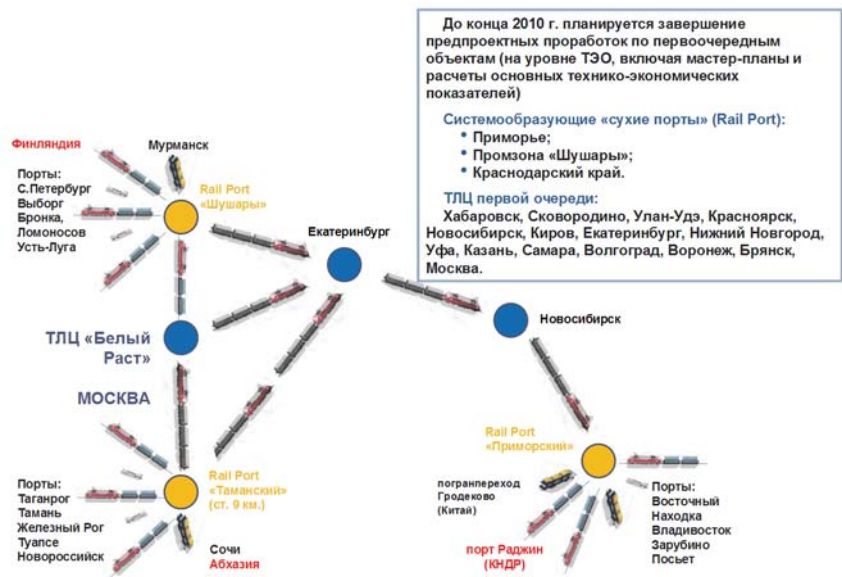 До конца 2010 г. планируется завершение
предпроектных проработок по первоочередным
объектам (на уровне ТЭО, включая мастер-планы и
расчеты основных технико-экономических
показателей)
Системообразующие «сухие порты” (Rail Port):
• Приморье;
• Промзона «Шушары»;
• Краснодарский край.
ТЛЦ первой очереди:
Хабаровск, Сковородино, Улан-Удэ, Красноярск,
Новосибирск, Киров, Екатеринбург, Нижний Новгород,
Уфа, Казань, Самара, Волгоград, Воронеж, Брянск,
Москва.
Финляндия
Мурманск
Порты:
С.Петербург
Выборг
Бронка,
Ломоносов
Усть-Луга
Rail Port
«Шушары»
Екатеринбург
ТЛЦ «Белый
Раст»
Новосибирск
МОСКВА
Порты:
Таганрог
Тамань
Железный Рог
Туапсе
Новороссийск
Rail Port
«Таманский”
(ст. 9 км.)
Сочи
Абхазия
Rail Port
«Приморский”
погранпереход
Гродеково
(Китай)
порт Раджин
(КНДР)
Порты:
Восточный
Находка
Владивосток
Зарубино
Посьет